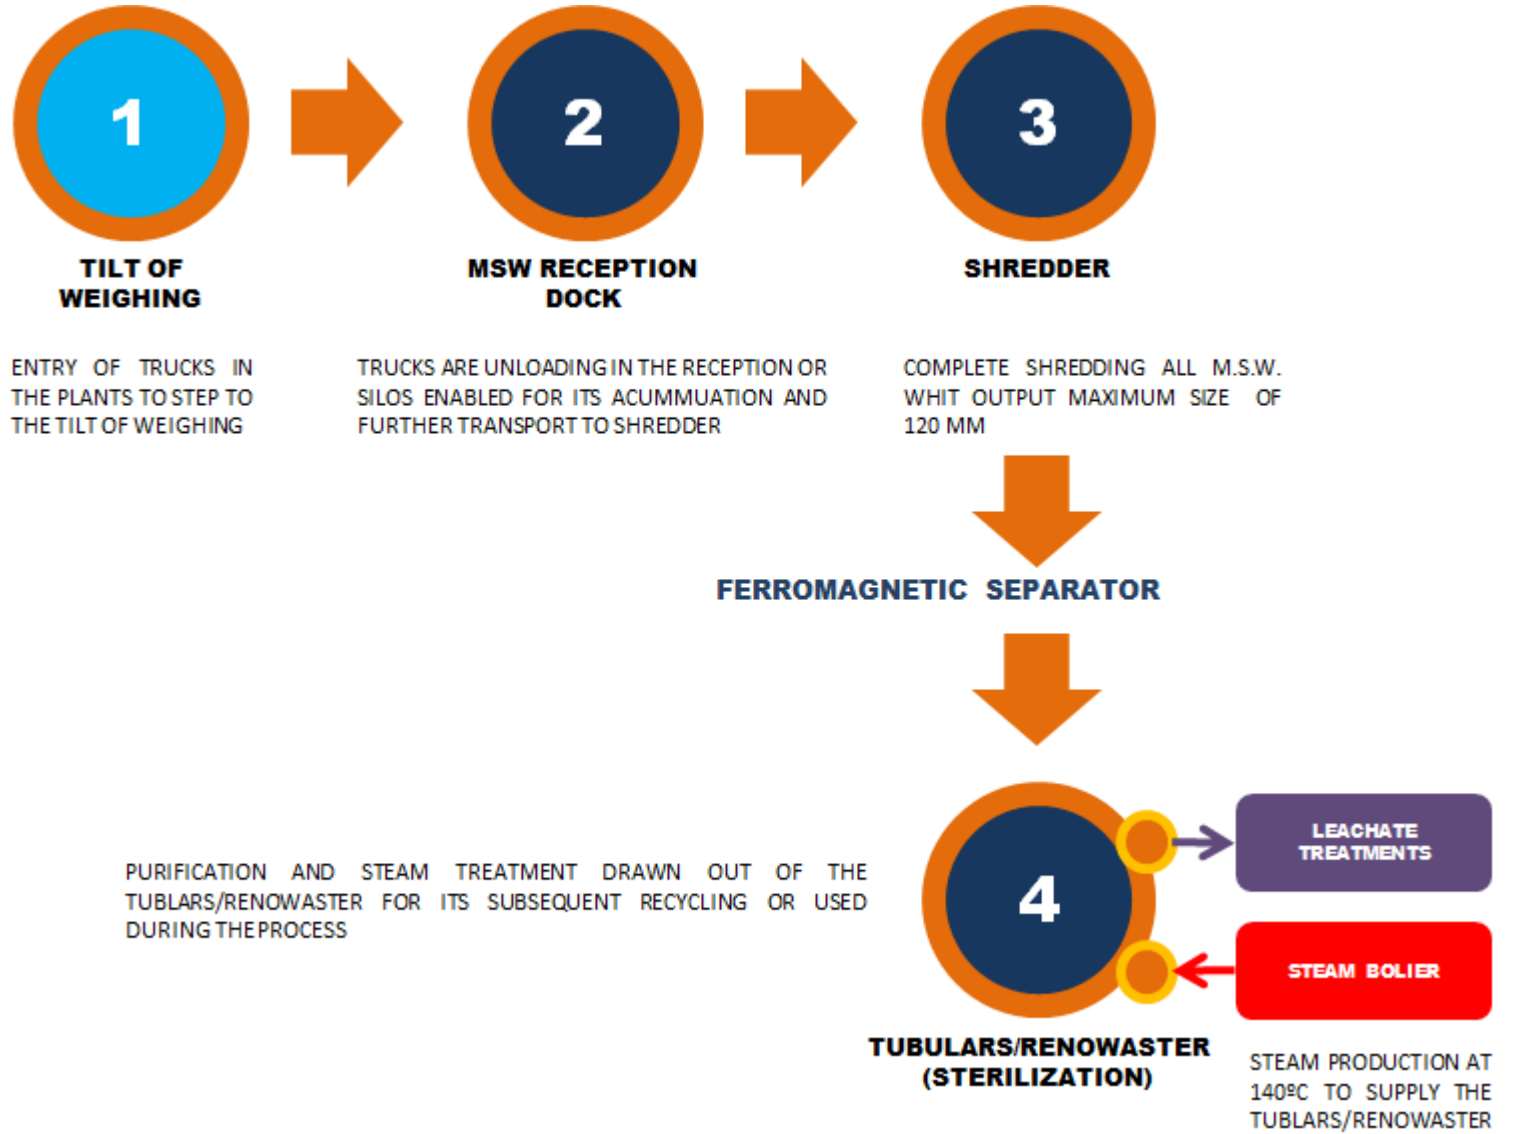 1
2
3
TILT OF
WEIGHING
MSW RECEPTION
DOCK
SHREDDER
ENTRY OF TRUCKS IN
THE PLANTS TO STEP TO
THE TILT OF WEIGHING
TRUCKS ARE UNLOADING IN THE RECEPTION OR
SILOS ENABLED FOR ITS ACUMMUATION AND
FURTHER TRANSPORT TO SHREDDER
COMPLETE SHREDDING ALL M.S.W.
WHIT OUTPUT MAXIMUM SIZE OF
120 MM
FERROMAGNETIC SEPARATOR
PURIFICATION AND STEAM TREATMENT DRAWN OUT OF THE
TUBLARS/RENOWASTER FOR ITS SUBSEQUENT RECYCLING OR USED
DURING THE PROCESS
4
LEACHATE
TREATMENTS
STEAM BOLIER
TUBULARS/RENOWASTER
(STERILIZATION)
STEAM PRODUCTION AT
140ºC TO SUPPLY THE
TUBLARS/RENOWASTER